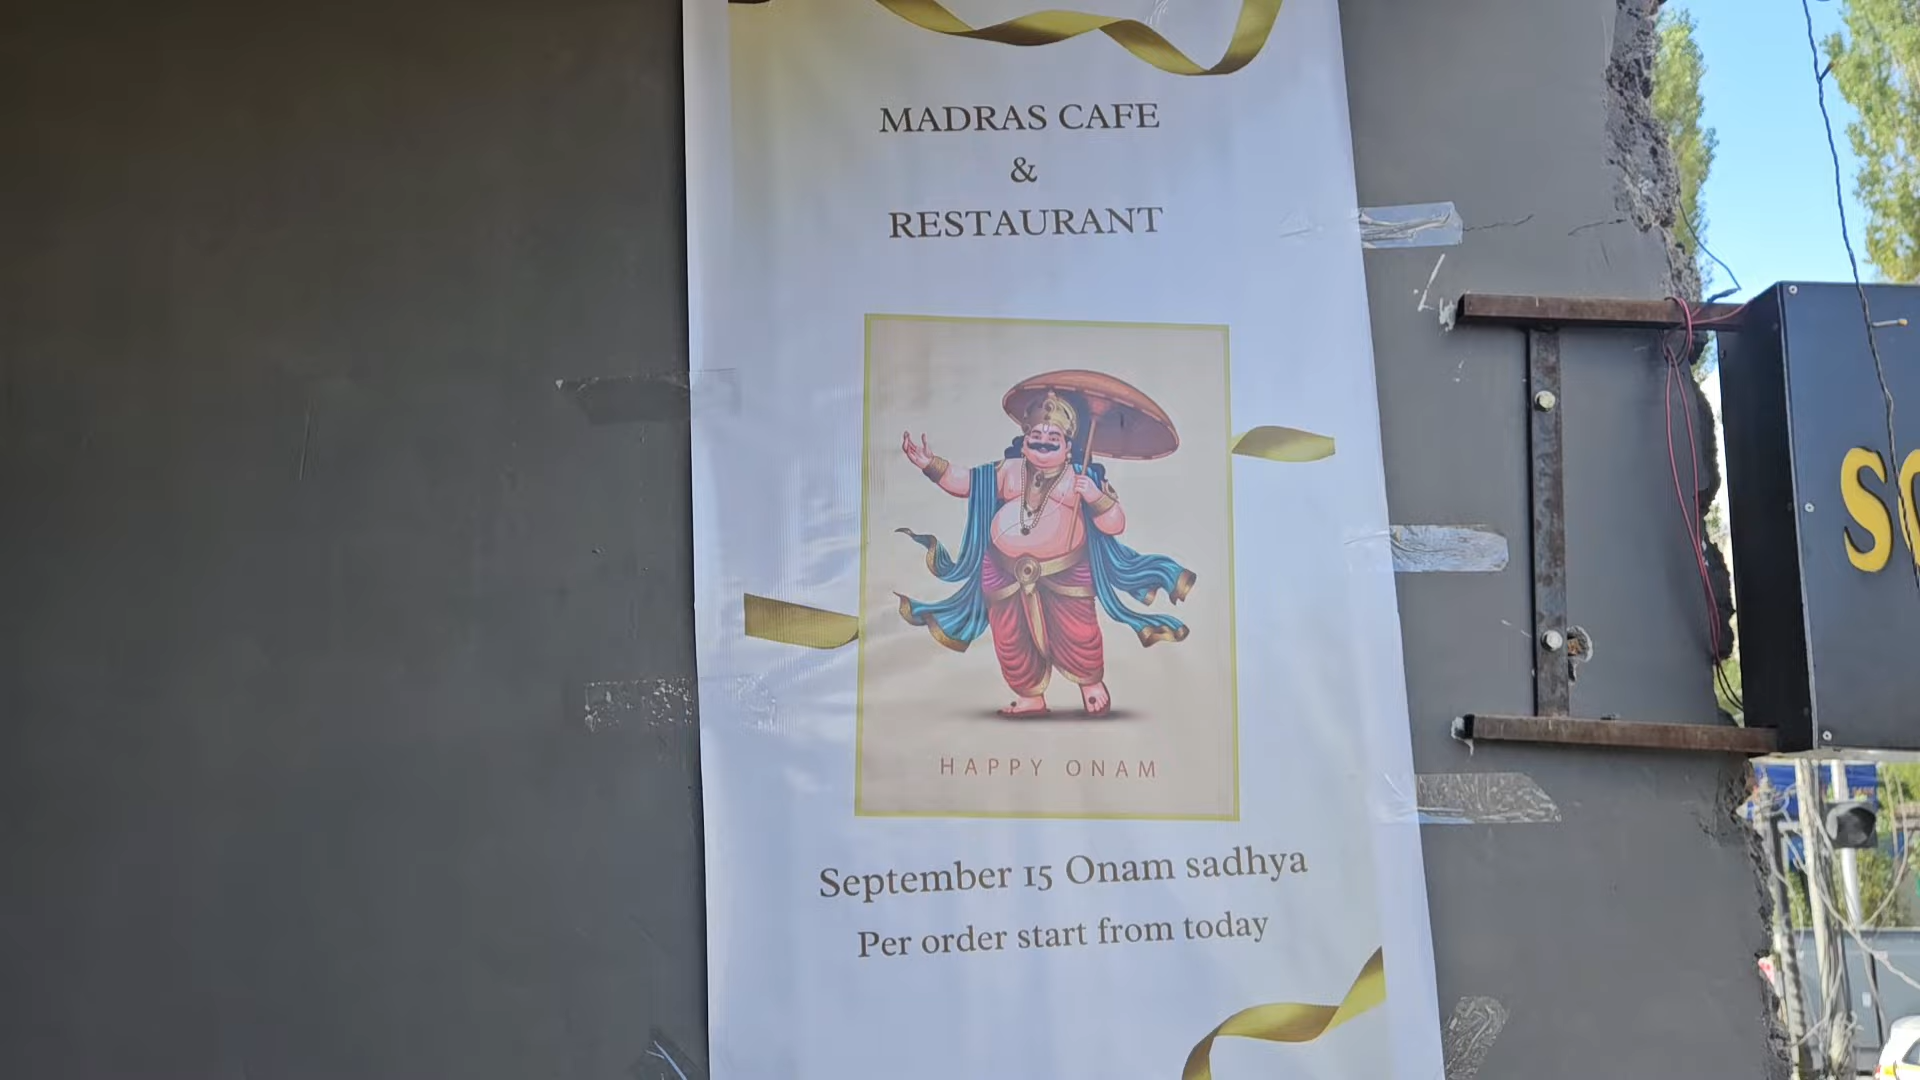 MADRAS CAFE
&
RESTAURANT
HAPPY ONAM
September 15 Onam sadhya
Per order start from today